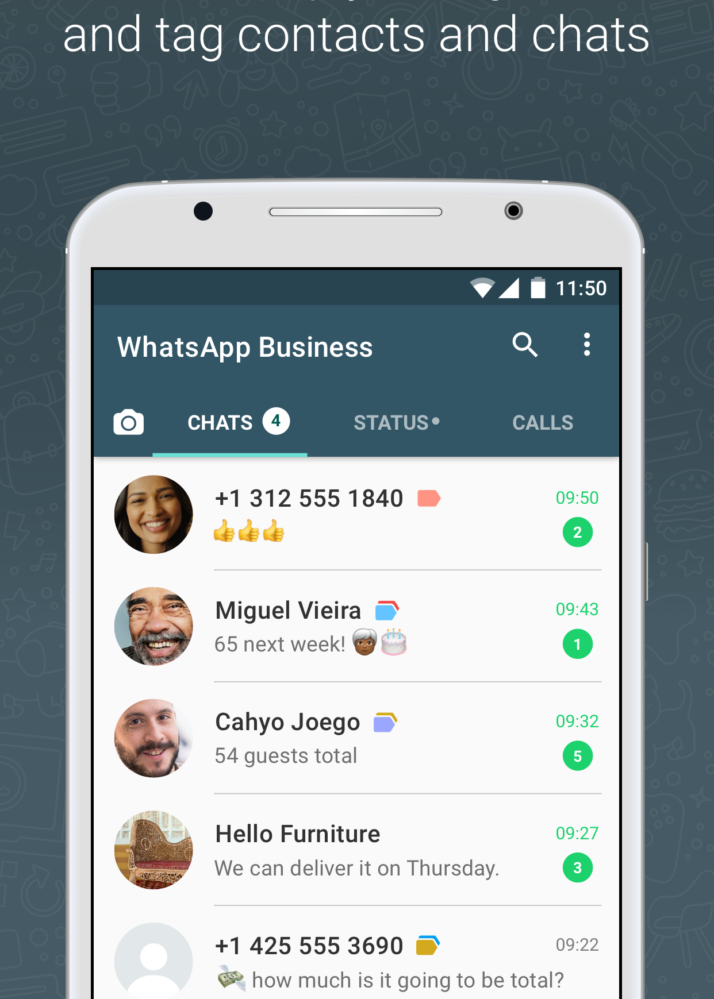 and tag contacts and chats
11:50
WhatsApp Business
CHATS 4 STATUS• CALLS
+1 312 555 1840 09:50
👍👍👍 2
Miguel Vieira 09:43
65 next week! 👩🏾‍🦳🎂 1
Cahyo Joego 09:32
54 guests total 5
Hello Furniture 09:27
We can deliver it on Thursday. 3
+1 425 555 3690 09:22
💸 how much is it going to be total?